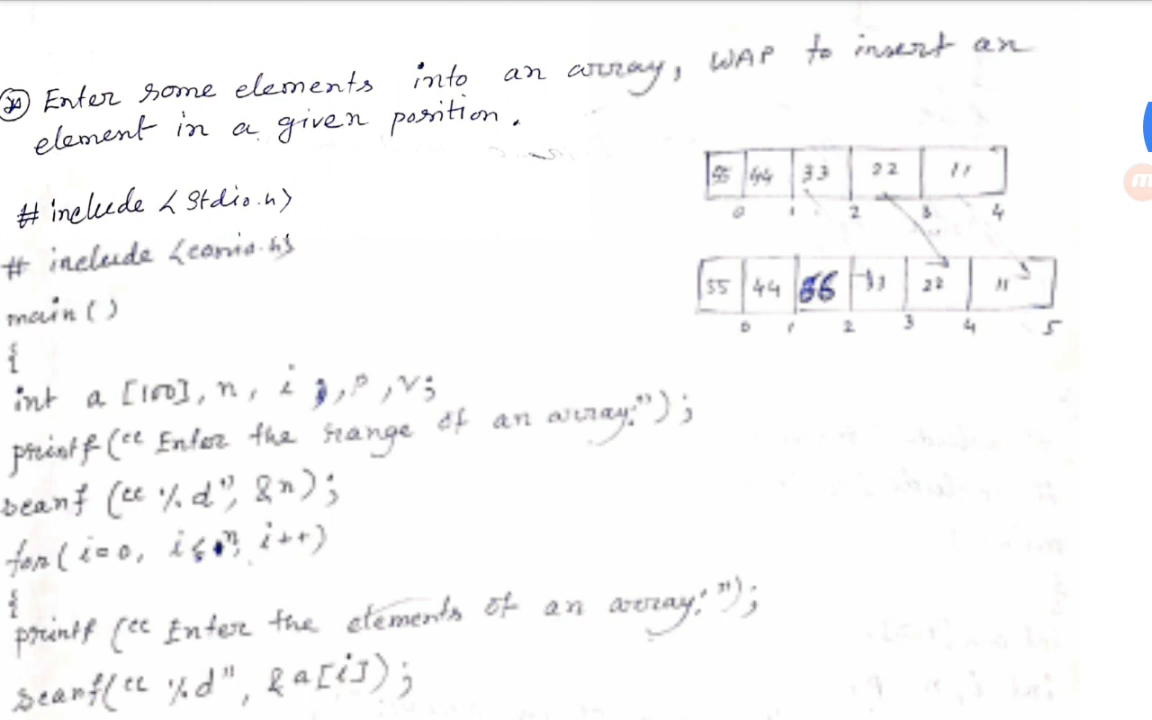 Enter some elements into an array, WAP to insert an
element in a given position.
55 44 33 22 11
0 1 2 3 4
55 44 66 33 22 11
0 1 2 3 4 5
# include <stdio.h>
# include <conio.h>
main ( )
{
int a [100], n, i , p , v;
printf (" Enter the range of an array:");
scanf (" %d", &n);
for( i=0, i<n, i++)
{
printf (" Enter the elements of an array:");
scanf(" %d", &a[i]);